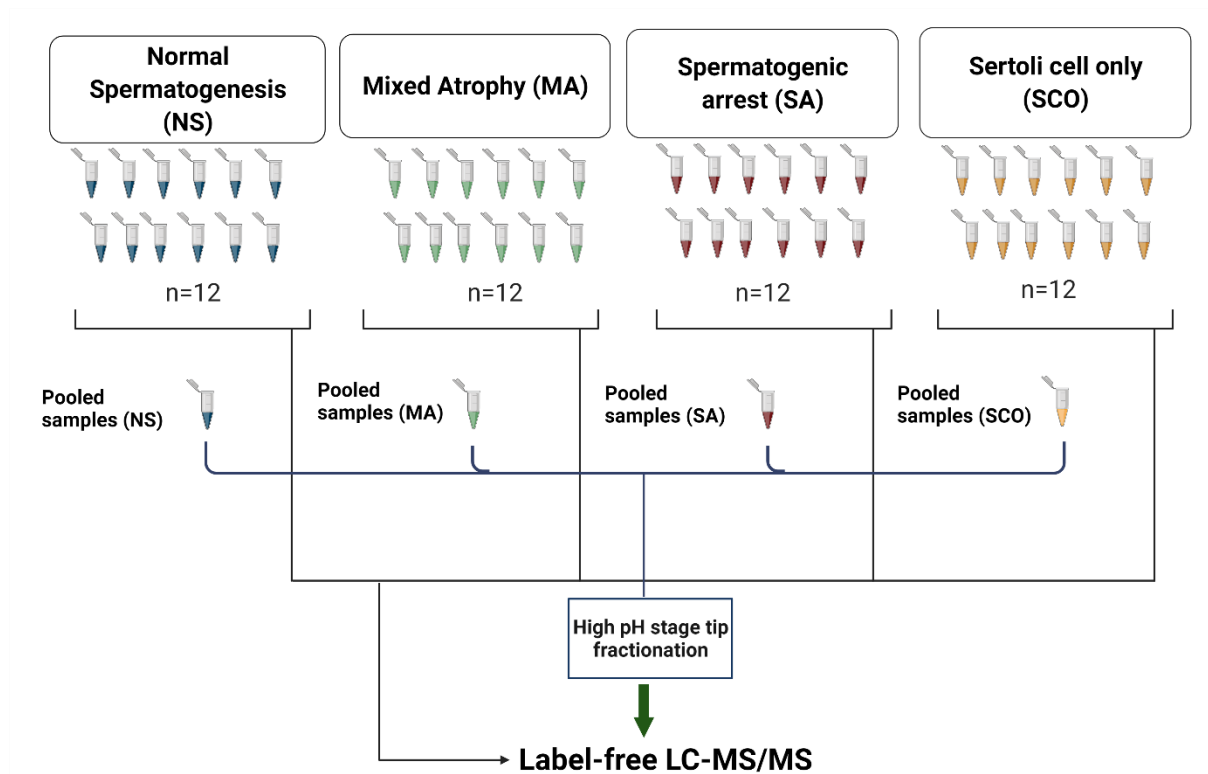 Normal
Spermatogenesis
(NS)
Mixed Atrophy (MA)
Spermatogenic
arrest (SA)
Sertoli cell only
(SCO)
n=12
n=12
n=12
n=12
Pooled
samples (NS)
Pooled
samples (MA)
Pooled
samples (SA)
Pooled
samples (SCO)
High pH stage tip
fractionation
Label-free LC-MS/MS